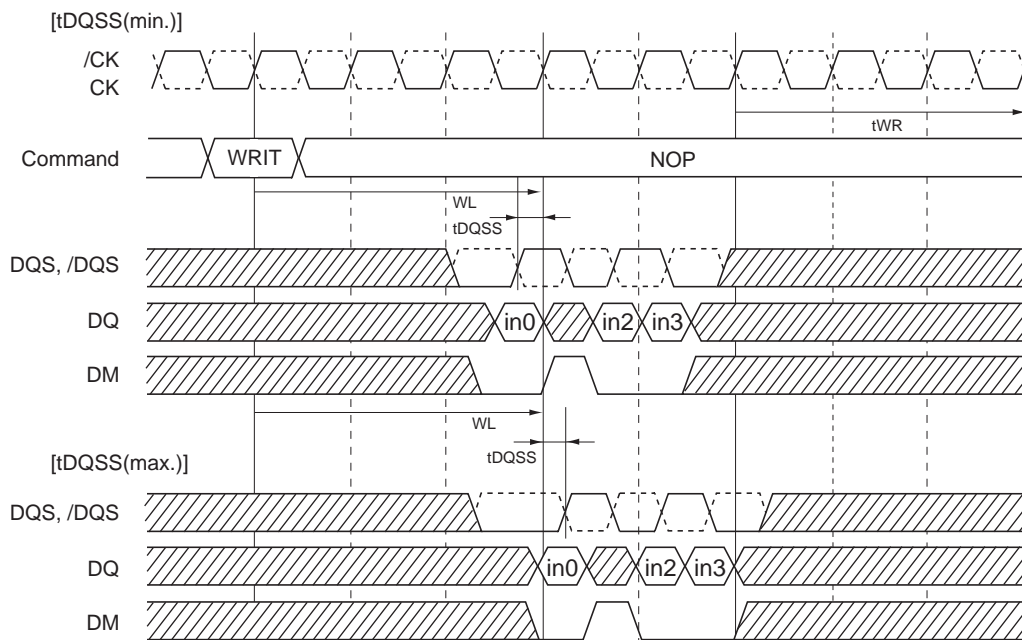 [tDQSS(min.)]
/CK
CK
tWR
Command WRIT NOP
WL
tDQSS
DQS, /DQS
DQ in0 in2 in3
DM
WL
tDQSS
[tDQSS(max.)]
DQS, /DQS
DQ in0 in2 in3
DM